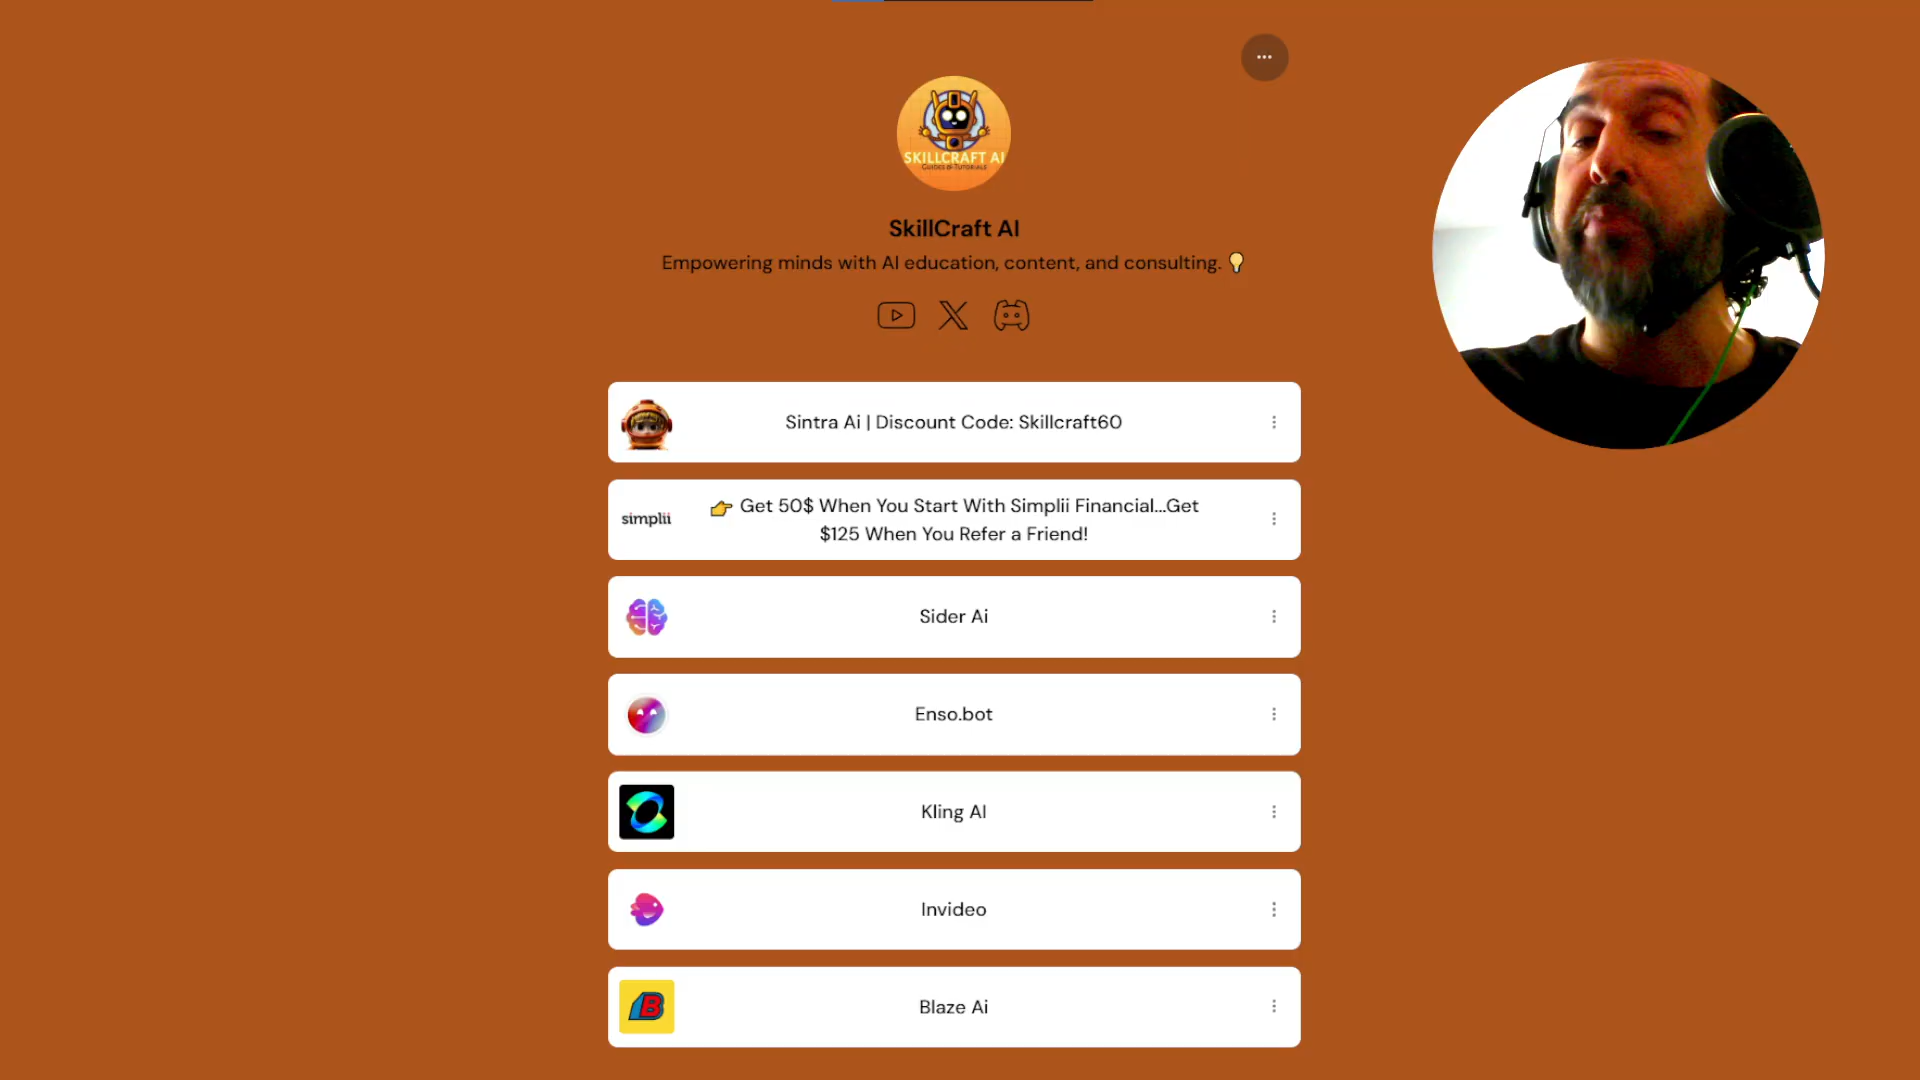 SKILLCRAFT AI
GUIDES & TUTORIALS
SkillCraft AI
Empowering minds with AI education, content, and consulting. 💡
Sintra Ai | Discount Code: Skillcraft60
simplii
👉 Get 50$ When You Start With Simplii Financial...Get
$125 When You Refer a Friend!
Sider Ai
Enso.bot
Kling AI
Invideo
B
Blaze Ai